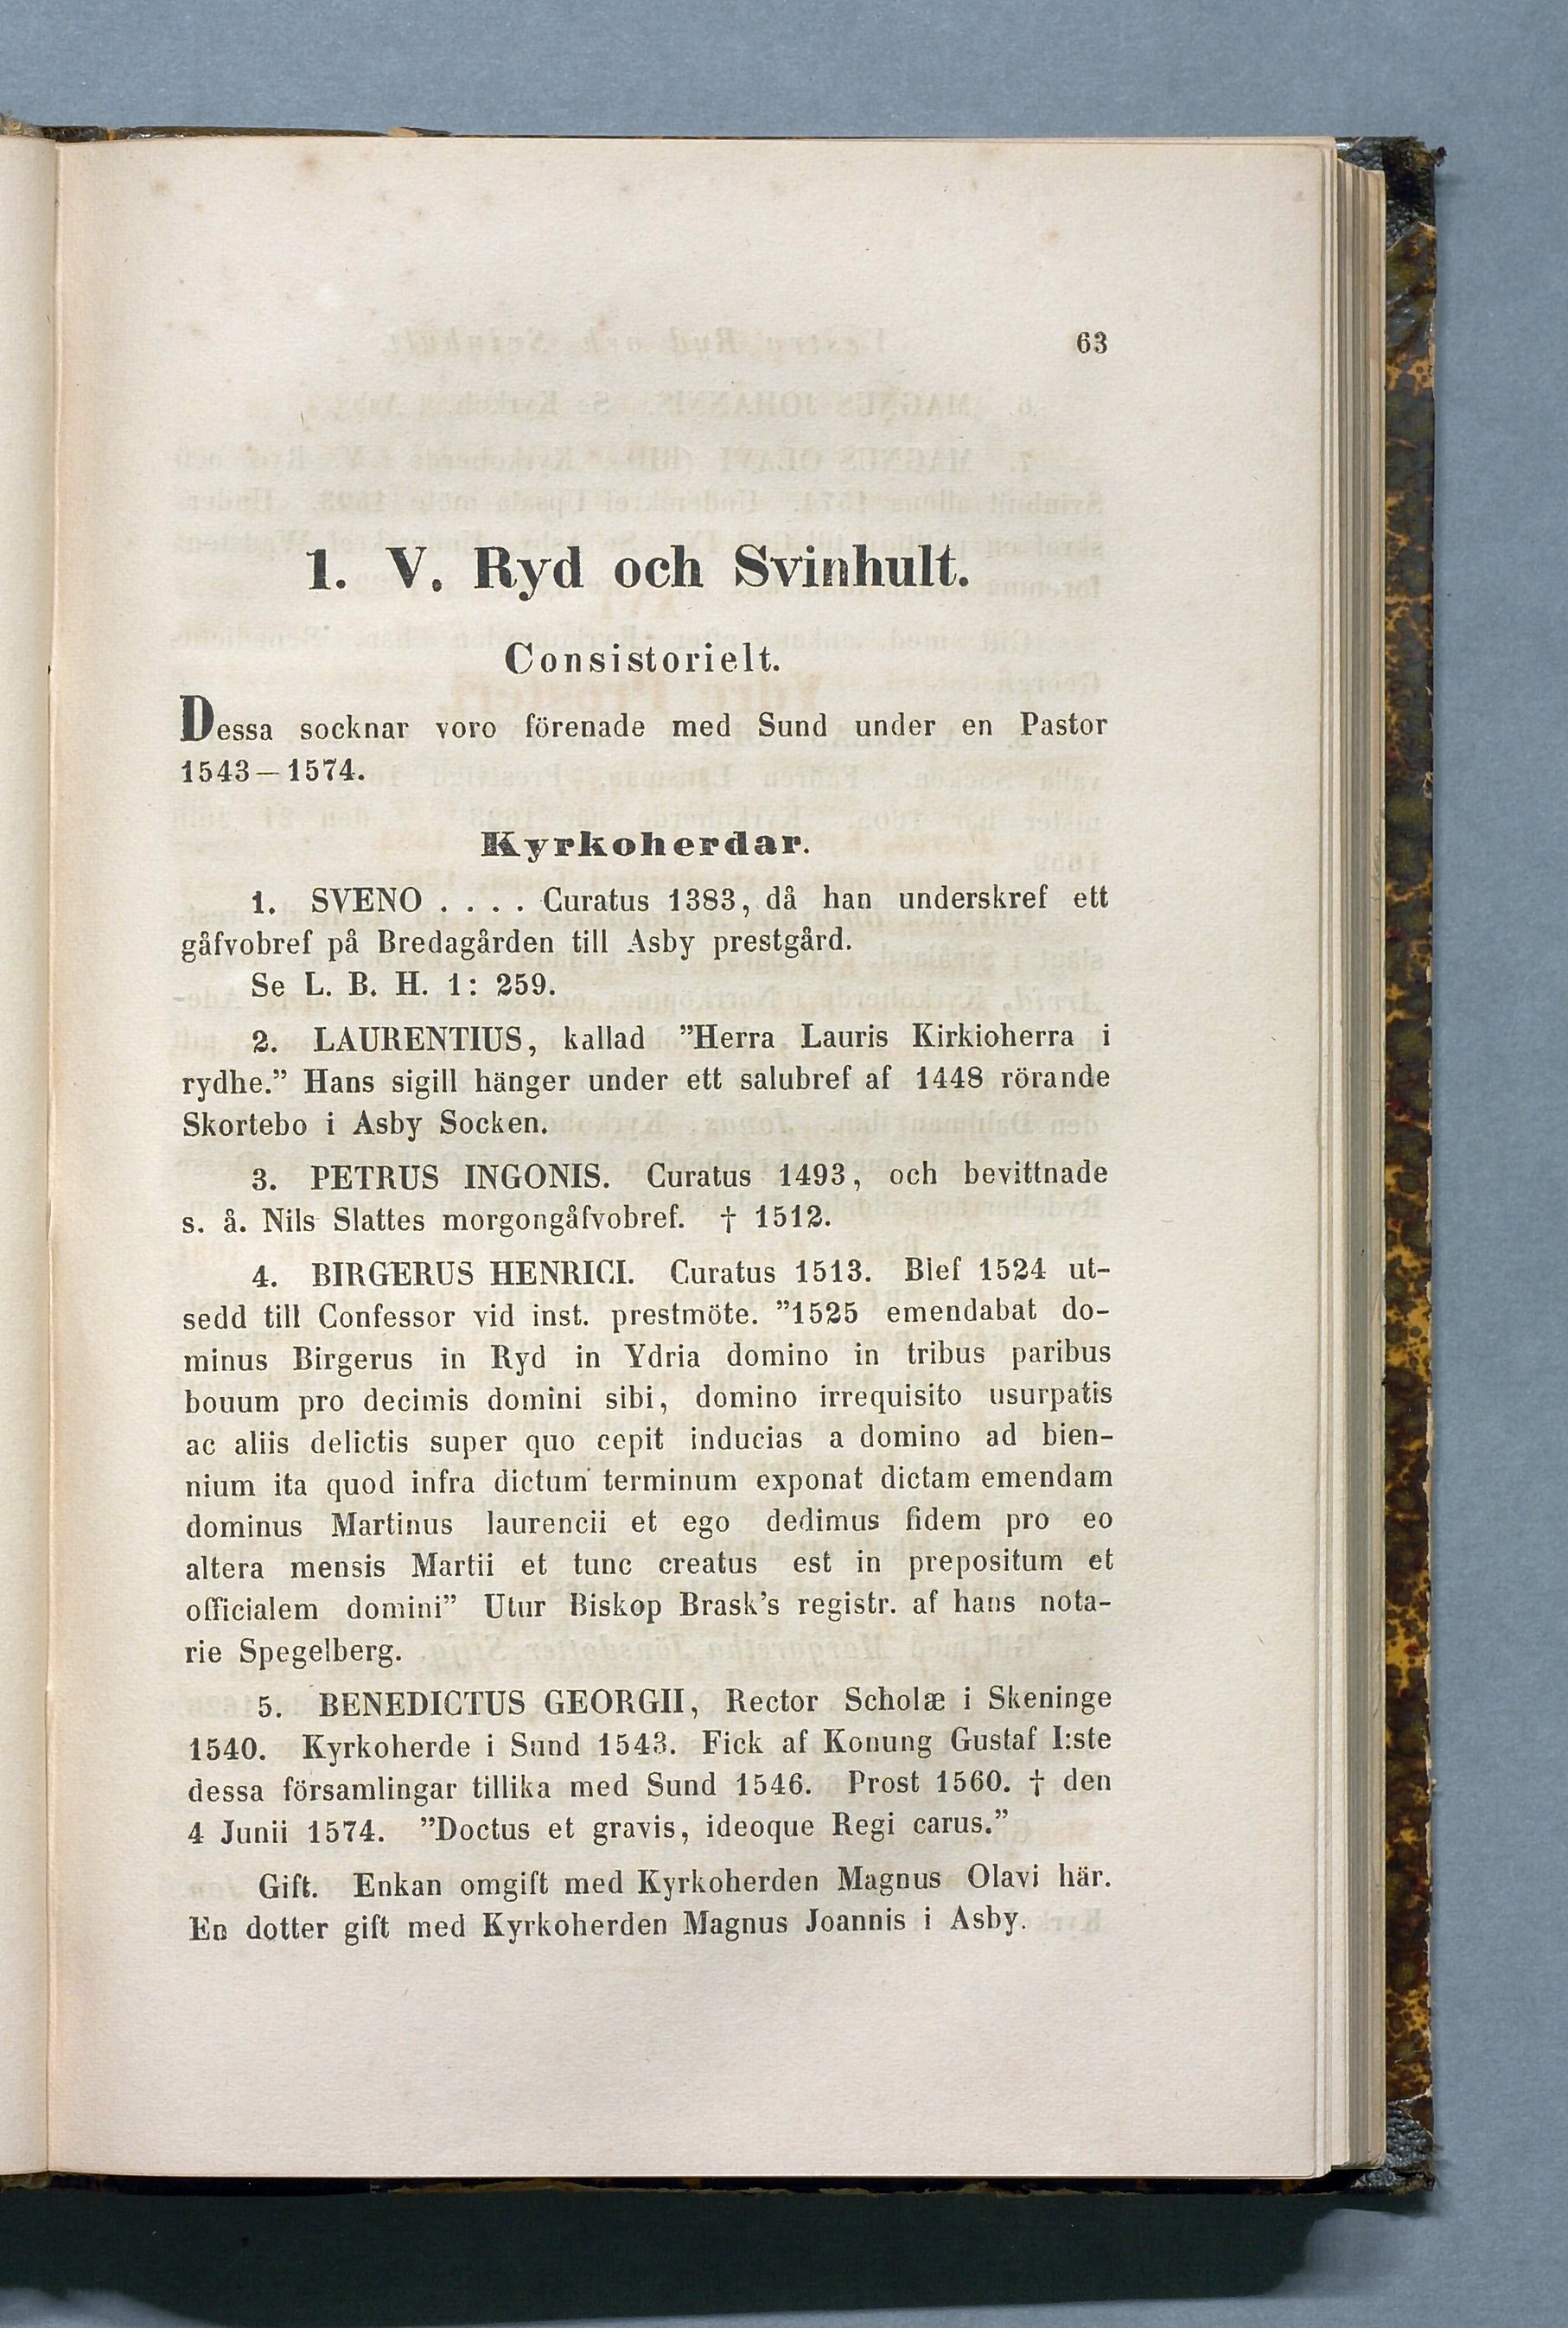 63
1. V. Ryd och Svinhult.
Consistorielt.
Dessa socknar voro förenade med Sund under en Pastor
1543—1574.
Kyrkoherdar.
1. SVENO . . . . Curatus 1383, då han underskref ett
gåfvobref på Bredagården till Asby prestgård.
Se L. B. H. 1: 259.
2. LAURENTIUS, kallad ”Herra Lauris Kirkioherra i
rydhe.” Hans sigill hänger under ett salubref af 1448 rörande
Skortebo i Asby Socken.
3. PETRUS INGONIS. Curatus 1493, och bevittnade
s. å. Nils Slattes morgongåfvobref. † 1512.
4. BIRGERUS HENRICI. Curatus 1513. Blef 1524 ut-
sedd till Confessor vid inst. prestmöte. ”1525 emendabat do-
minus Birgerus in Ryd in Ydria domino in tribus paribus
bouum pro decimis domini sibi, domino irrequisito usurpatis
ac aliis delictis super quo cepit inducias a domino ad bien-
nium ita quod infra dictum terminum exponat dictam emendam
dominus Martinus laurencii et ego dedimus fidem pro eo
altera mensis Martii et tunc creatus est in prepositum et
officialem domini” Utur Biskop Brask's registr. af hans nota-
rie Spegelberg.
5. BENEDICTUS GEORGII, Rector Scholæ i Skeninge
1540. Kyrkoherde i Sund 1543. Fick af Konung Gustaf I:ste
dessa församlingar tillika med Sund 1546. Prost 1560. † den
4 Junii 1574. ”Doctus et gravis, ideoque Regi carus.”
Gift. Enkan omgift med Kyrkoherden Magnus Olavi här.
En dotter gift med Kyrkoherden Magnus Joannis i Asby.